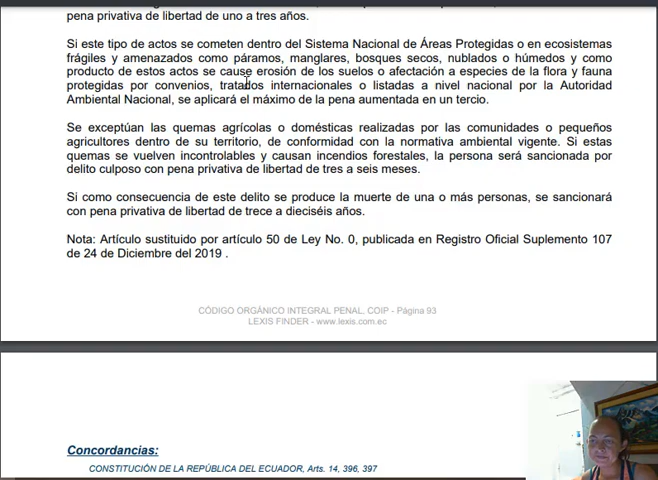 pena privativa de libertad de uno a tres años.
Si este tipo de actos se cometen dentro del Sistema Nacional de Áreas Protegidas o en ecosistemas
frágiles y amenazados como páramos, manglares, bosques secos, nublados o húmedos y como
producto de estos actos se cause erosión de los suelos o afectación a especies de la flora y fauna
protegidas por convenios, tratados internacionales o listadas a nivel nacional por la Autoridad
Ambiental Nacional, se aplicará el máximo de la pena aumentada en un tercio.
Se exceptúan las quemas agrícolas o domésticas realizadas por las comunidades o pequeños
agricultores dentro de su territorio, de conformidad con la normativa ambiental vigente. Si estas
quemas se vuelven incontrolables y causan incendios forestales, la persona será sancionada por
delito culposo con pena privativa de libertad de tres a seis meses.
Si como consecuencia de este delito se produce la muerte de una o más personas, se sancionará
con pena privativa de libertad de trece a dieciséis años.
Nota: Artículo sustituido por artículo 50 de Ley No. 0, publicada en Registro Oficial Suplemento 107
de 24 de Diciembre del 2019 .
CÓDIGO ORGÁNICO INTEGRAL PENAL, COIP - Página 93
LEXIS FINDER - www.lexis.com.ec
Concordancias:
CONSTITUCIÓN DE LA REPÚBLICA DEL ECUADOR, Arts. 14, 396, 397